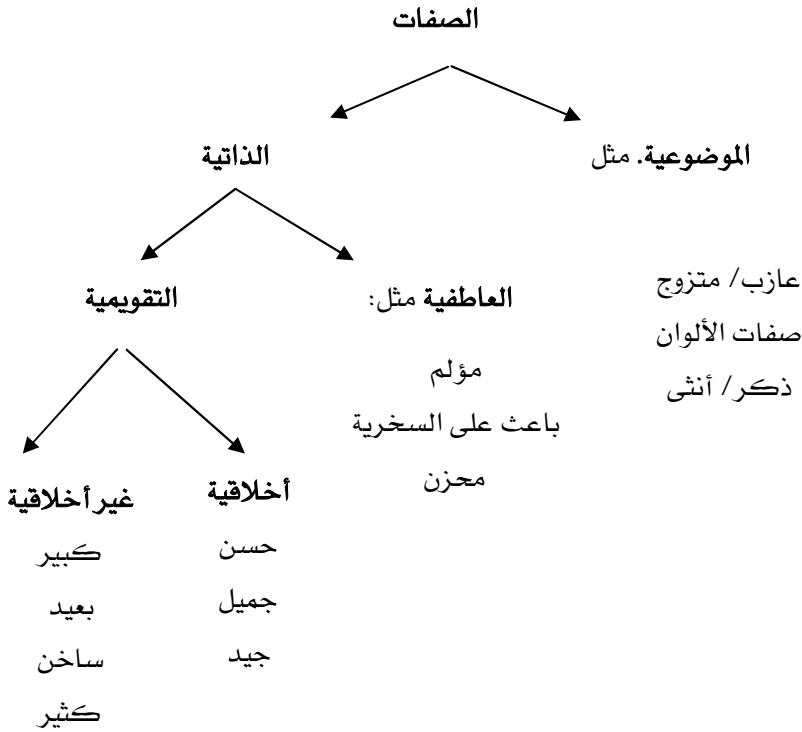 الصفات
الموضوعية. مثل
الذاتية
عازب/ متزوج
صفات الألوان
ذكر/ أنثى
العاطفية مثل:
مؤلم
باعث على السخرية
محزن
التقويمية
أخلاقية
حسن
جميل
جيد
غير أخلاقية
كبير
بعيد
ساخن
كثير